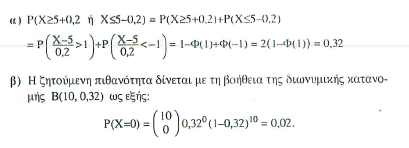 α) P(X≥5+0,2 ή X≤5-0,2) = P(X≥5+0.2)+P(X≤5-0.2)
= P(X-5/0,2 >1)+P(X-5/0,2 <-1) = 1-Φ(1)+Φ(-1) = 2(1-Φ(1)) = 0,32
β) Η ζητούμενη πιθανότητα δίνεται με τη βοήθεια της διωνυμικής κατανο-
μής B(10, 0,32) ως εξής:
P(X=0) = (10 0) 0,32⁰ (1-0,32)¹⁰ = 0,02.